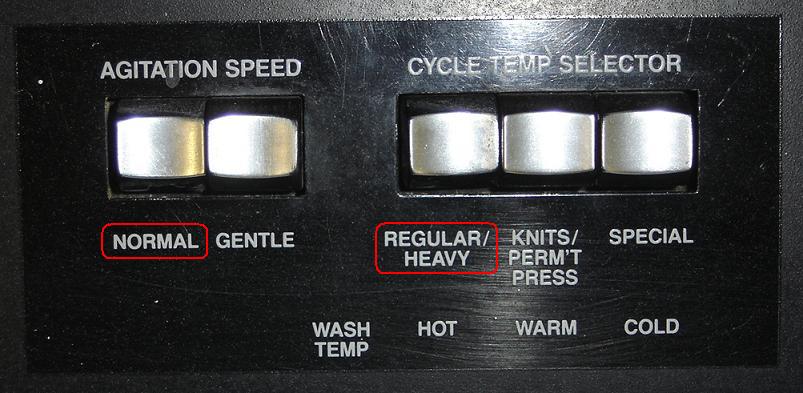 AGITATION SPEED
CYCLE TEMP SELECTOR
NORMAL GENTLE
REGULAR/
HEAVY
KNITS/
PERM'T
PRESS
SPECIAL
WASH
TEMP
HOT
WARM
COLD